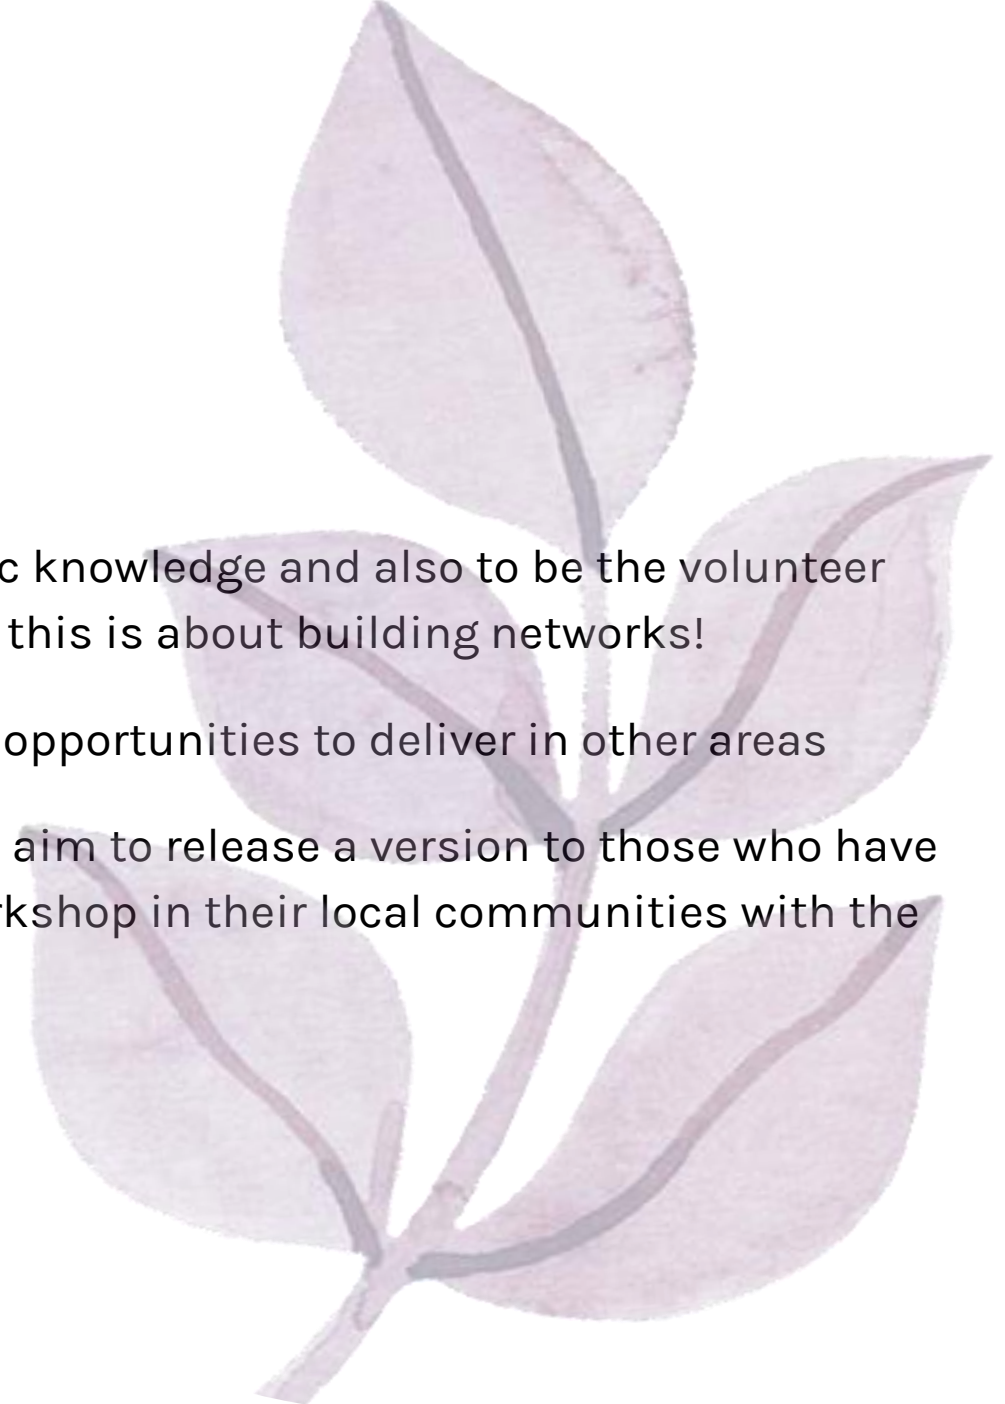 c knowledge and also to be the volunteer
this is about building networks!
opportunities to deliver in other areas
aim to release a version to those who have
rkshop in their local communities with the